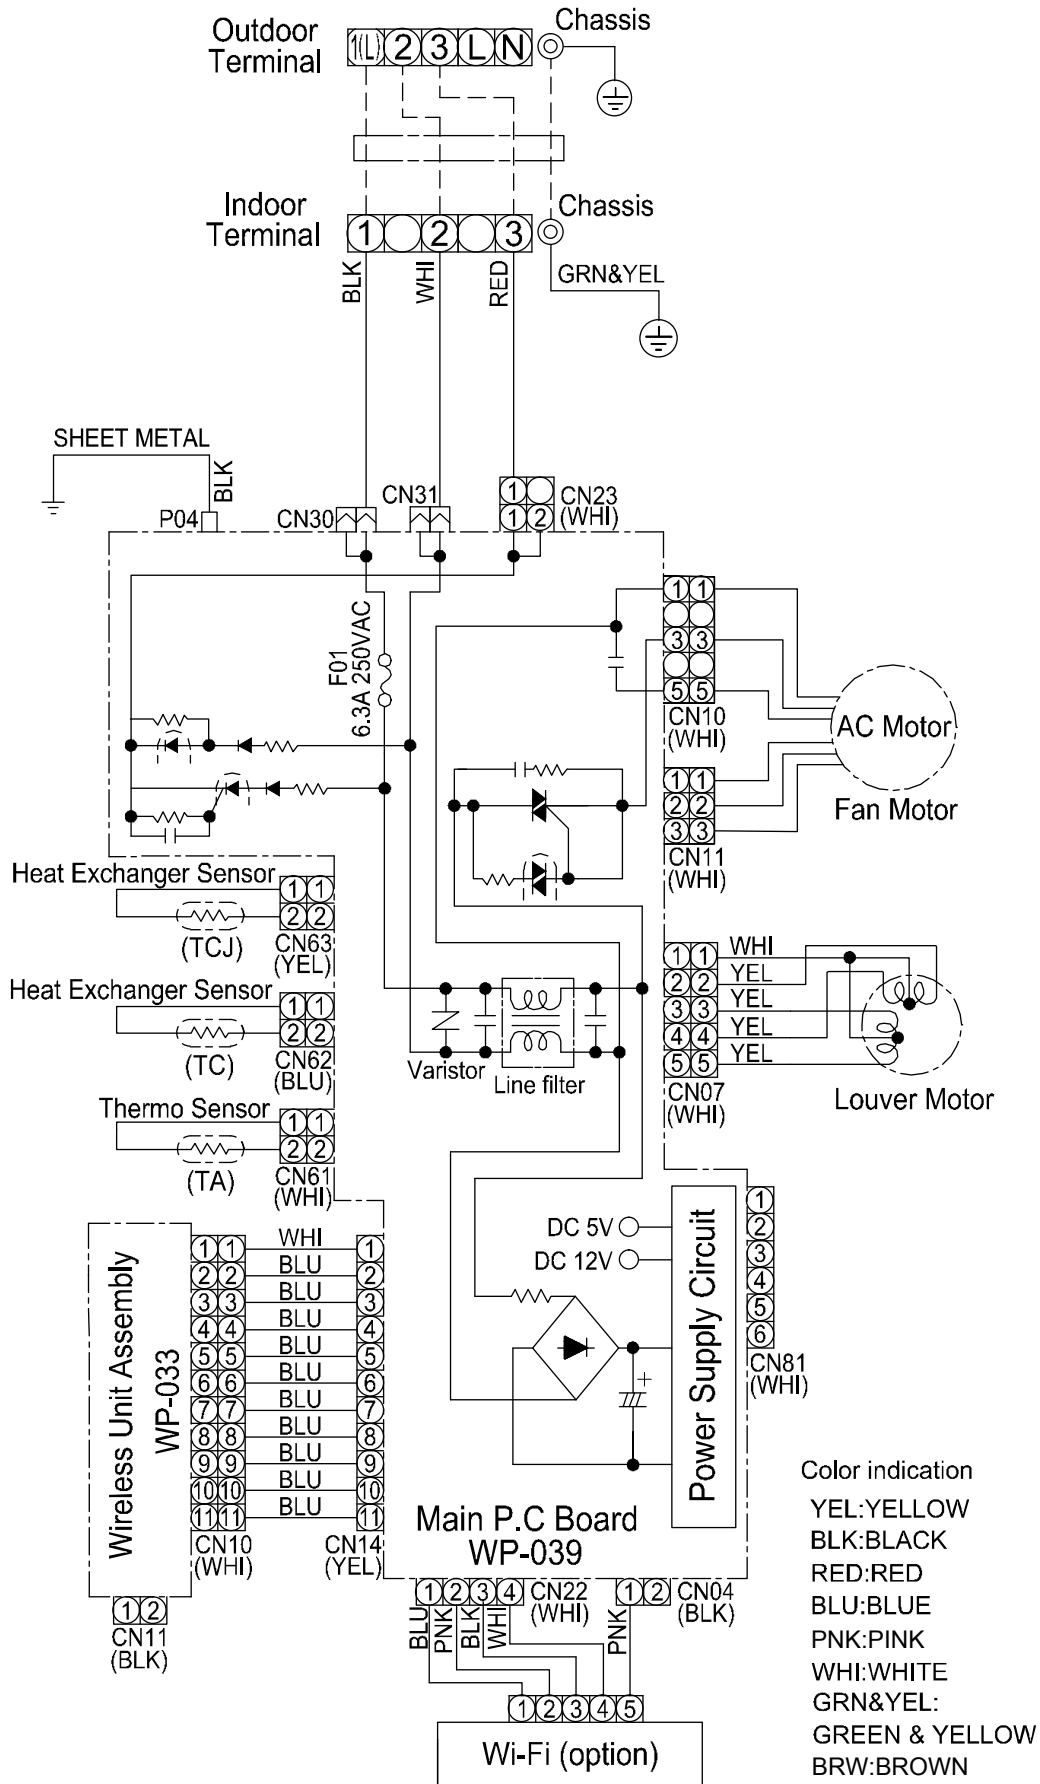 Outdoor
Terminal
1(L) 2 3 L N
Chassis
Indoor
Terminal
1 2 3
Chassis
BLK
WHI
RED
GRN&YEL
SHEET METAL
BLK
P04
CN30
CN31
1
1 2
CN23
(WHI)
F01
6.3A 250VAC
1 1
3 3
5 5
CN10
(WHI)
AC Motor
Fan Motor
1 1
2 2
3 3
CN11
(WHI)
Heat Exchanger Sensor
1 1
2 2
(TCJ)
CN63
(YEL)
Heat Exchanger Sensor
1 1
2 2
(TC)
CN62
(BLU)
Thermo Sensor
1 1
2 2
(TA)
CN61
(WHI)
Varistor
Line filter
1 1 WHI
2 2 YEL
3 3 YEL
4 4 YEL
5 5 YEL
CN07
(WHI)
Louver Motor
Wireless Unit Assembly
WP-033
1 1 WHI 1
2 2 BLU 2
3 3 BLU 3
4 4 BLU 4
5 5 BLU 5
6 6 BLU 6
7 7 BLU 7
8 8 BLU 8
9 9 BLU 9
10 10 BLU 10
11 11 BLU 11
CN10
(WHI)
CN14
(YEL)
1 2
CN11
(BLK)
DC 5V
DC 12V
+
Power Supply Circuit
1
2
3
4
5
6
CN81
(WHI)
Main P.C Board
WP-039
1 2 3 4
CN22
(WHI)
1 2
CN04
(BLK)
BLU
PNK
BLK
WHI
PNK
1 2 3 4 5
Wi-Fi (option)
Color indication
YEL:YELLOW
BLK:BLACK
RED:RED
BLU:BLUE
PNK:PINK
WHI:WHITE
GRN&YEL:
GREEN & YELLOW
BRW:BROWN